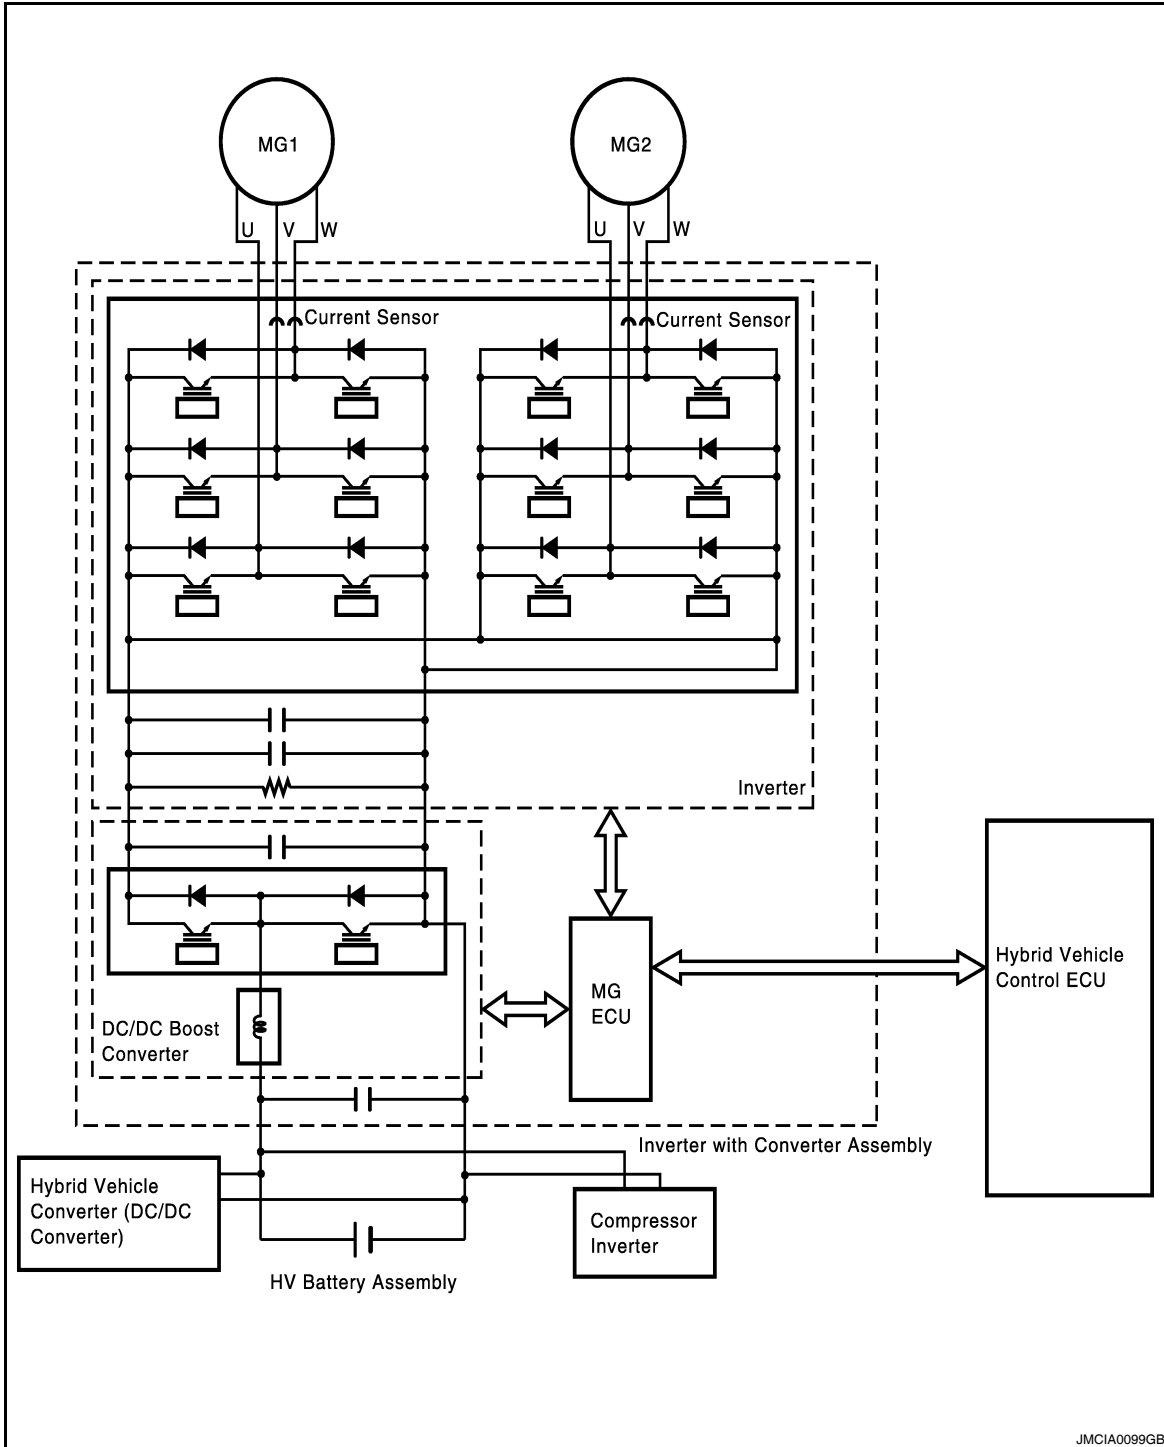 MG1
MG2
U
V
W
U
V
W
Current Sensor
Current Sensor
Inverter
DC/DC Boost
Converter
MG
ECU
Hybrid Vehicle
Control ECU
Inverter with Converter Assembly
Hybrid Vehicle
Converter (DC/DC
Converter)
Compressor
Inverter
HV Battery Assembly
JMCIA0099GB